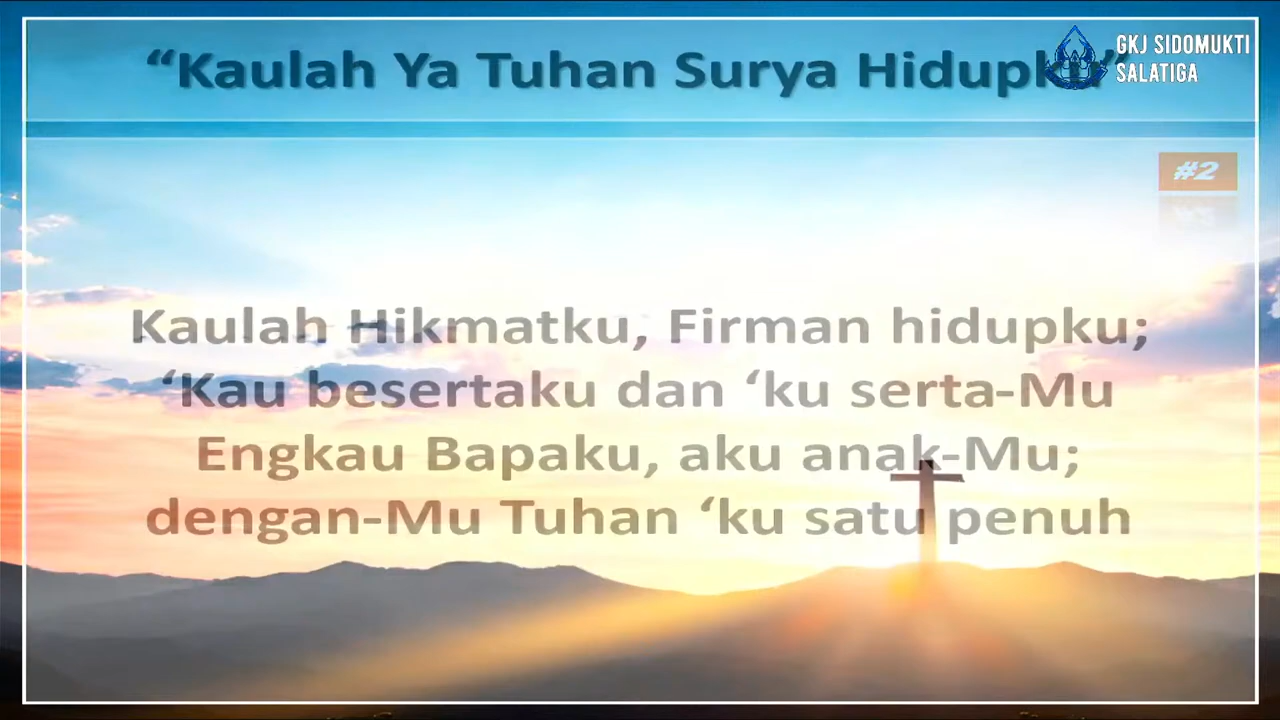 “Kaulah Ya Tuhan Surya Hidupku”
GKJ SIDOMUKTI
SALATIGA
#2
Kaulah Hikmatku, Firman hidupku;
‘Kau besertaku dan ‘ku serta-Mu
Engkau Bapaku, aku anak-Mu;
dengan-Mu Tuhan ‘ku satu penuh